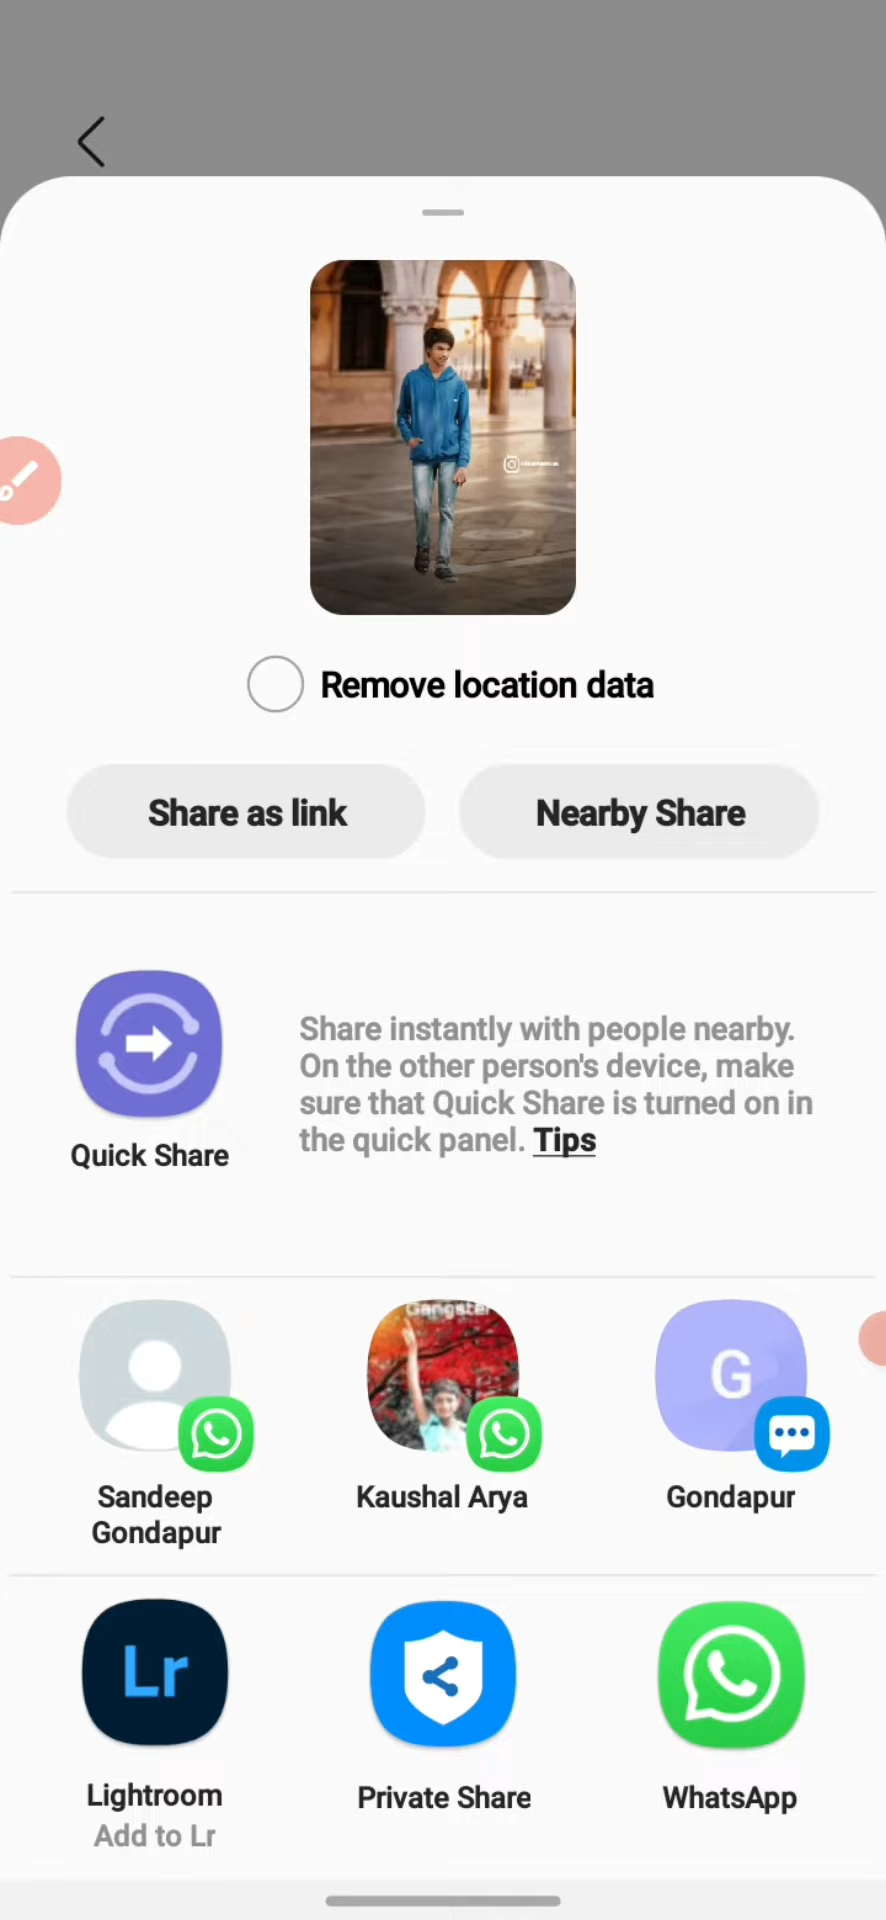 Remove location data
Share as link
Nearby Share
Share instantly with people nearby.
On the other person's device, make
sure that Quick Share is turned on in
the quick panel. Tips
Quick Share
Gangster
G
Sandeep
Gondapur
Kaushal Arya
Gondapur
Lr
Lightroom
Add to Lr
Private Share
WhatsApp